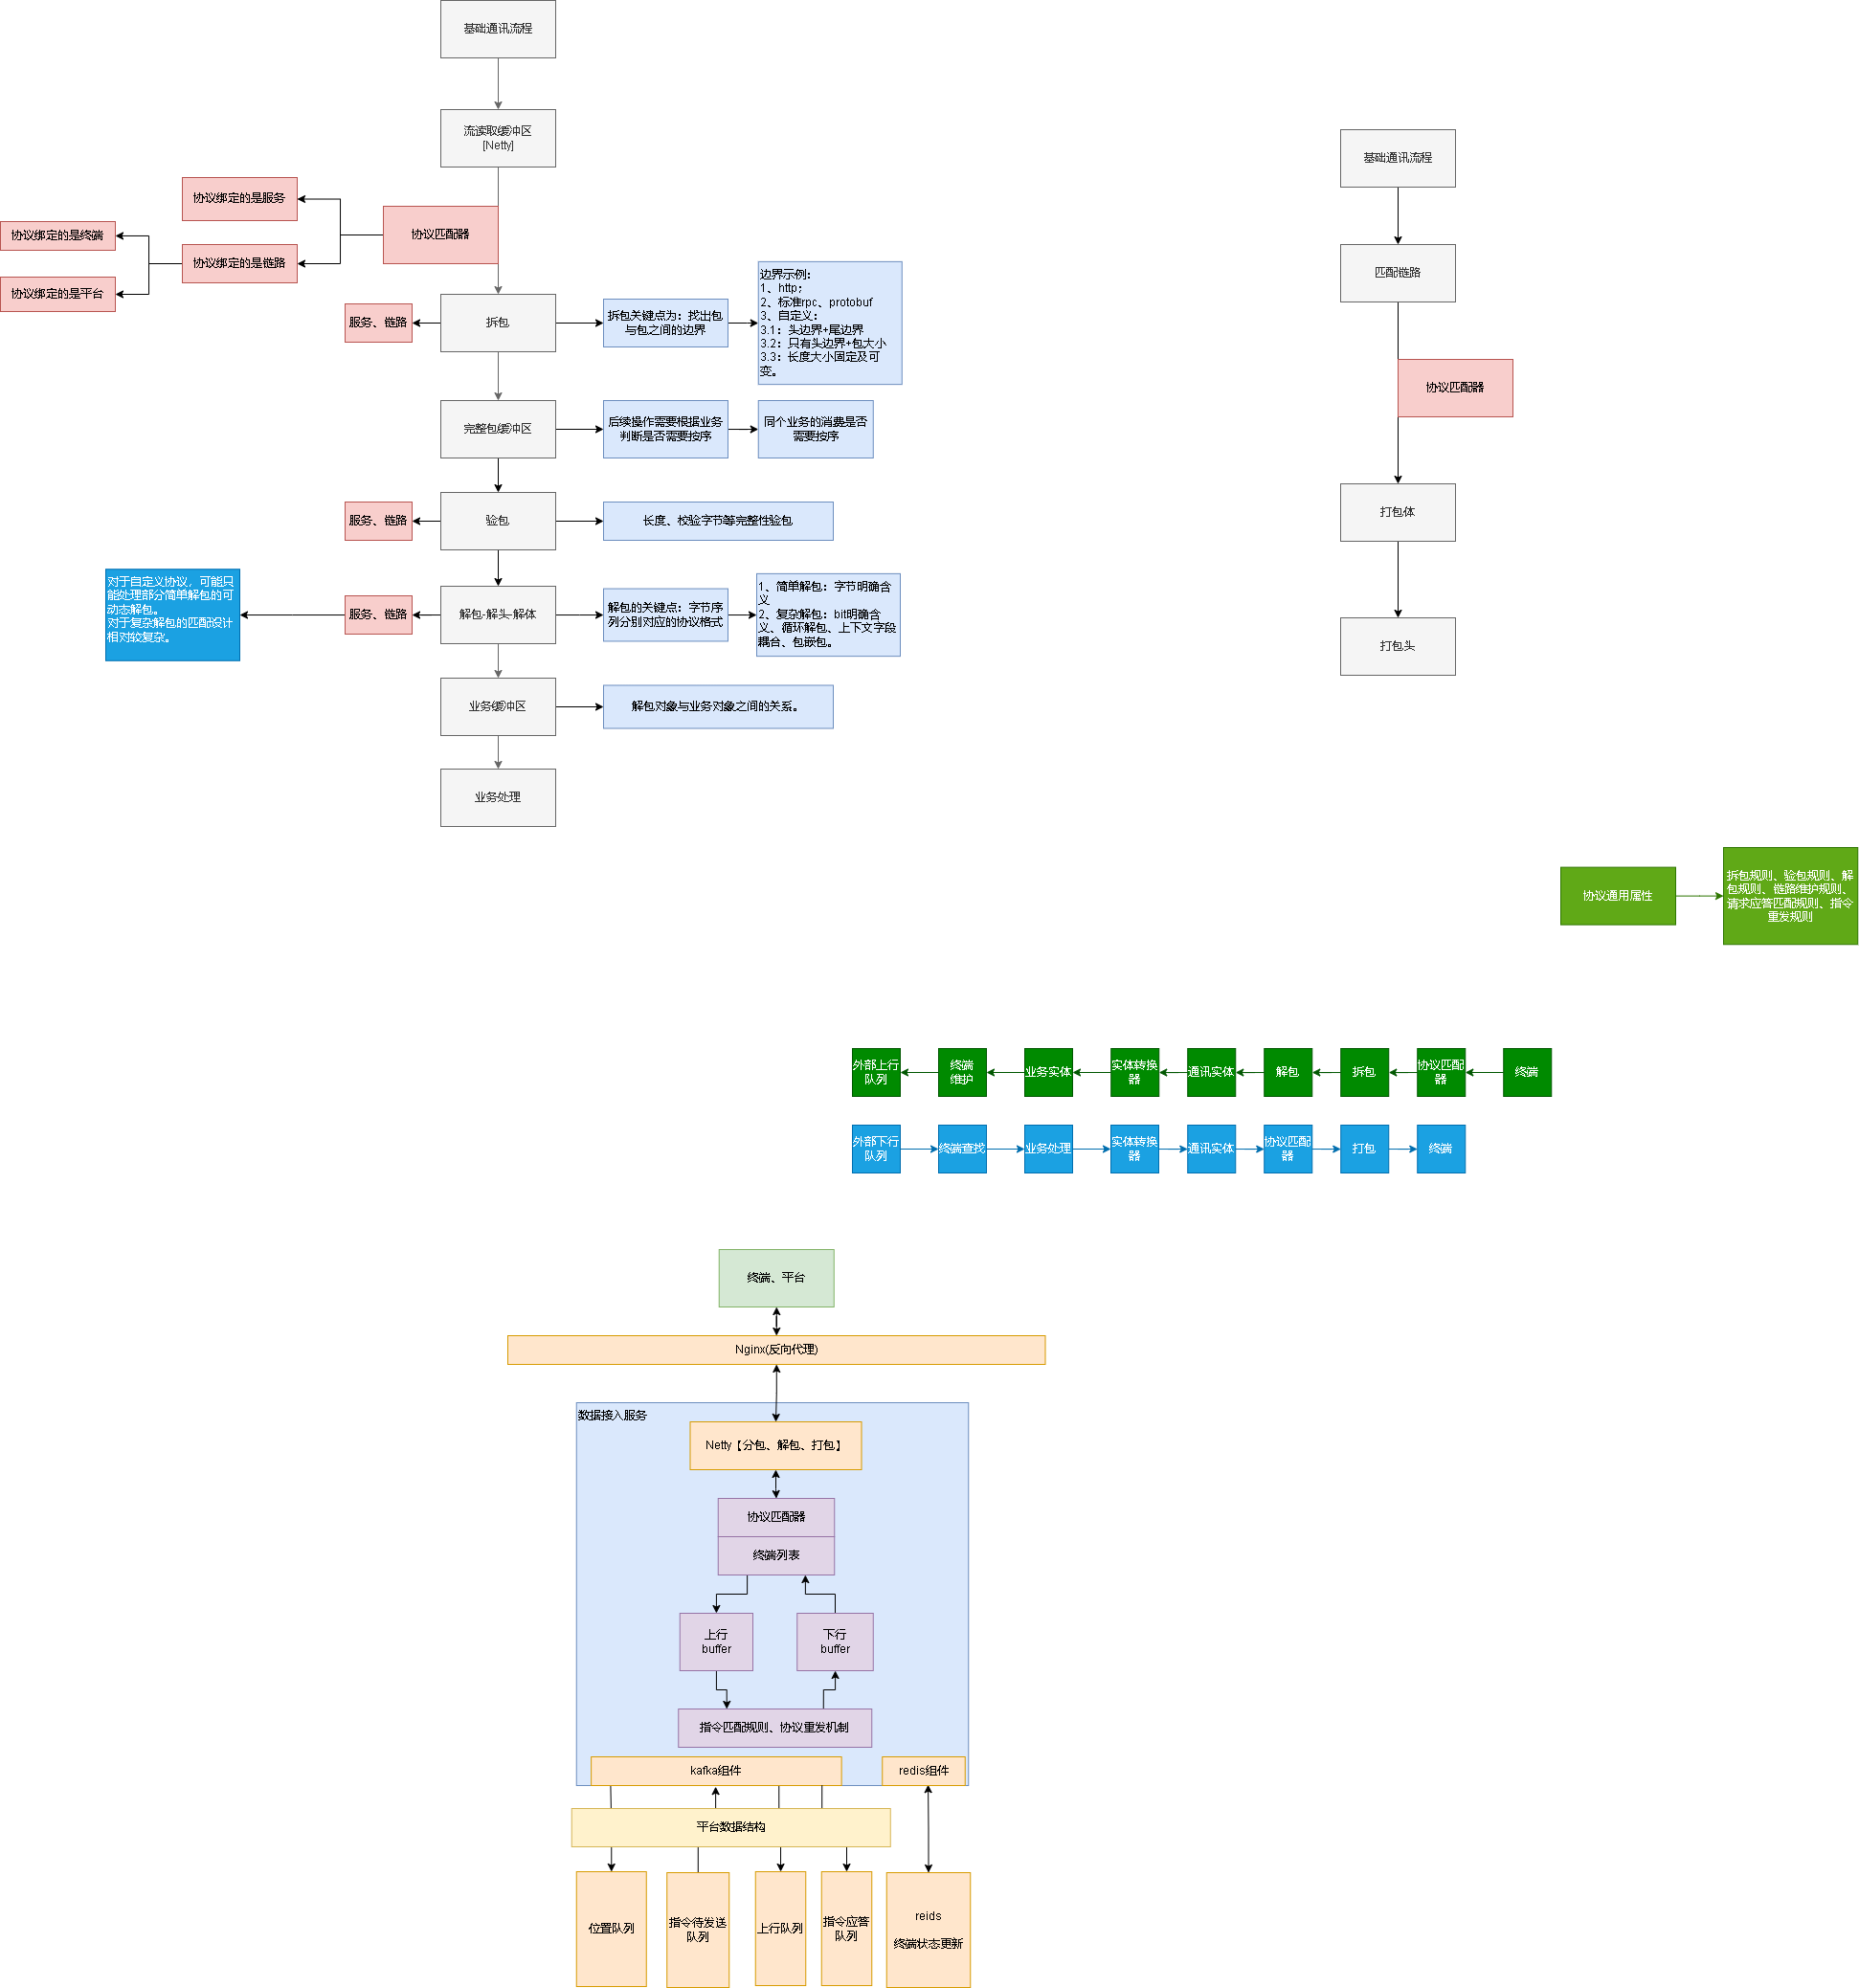 基础通讯流程
流读取缓冲区
[Netty]
协议匹配器
协议绑定的是服务
协议绑定的是链路
协议绑定的是终端
协议绑定的是平台
服务、链路
拆包
拆包关键点为：找出包
与包之间的边界
边界示例：
1、http；
2、标准rpc、protobuf
3、自定义：
3.1：头边界+尾边界
3.2：只有头边界+包大小
3.3：长度大小固定及可
变。
完整包缓冲区
后续操作需要根据业务
判断是否需要按序
同个业务的消费是否
需要按序
服务、链路
验包
长度、校验字节等完整性验包
对于自定义协议，可能只
能处理部分简单解包的可
动态解包。
对于复杂解包的匹配设计
相对较复杂。
服务、链路
解包-解头-解体
解包的关键点：字节序
列分别对应的协议格式
1、简单解包：字节明确含
义
2、复杂解包：bit明确含
义、循环解包、上下文字段
耦合、包嵌包。
业务缓冲区
解包对象与业务对象之间的关系。
业务处理
基础通讯流程
匹配链路
协议匹配器
打包体
打包头
协议通用属性
拆包规则、验包规则、解
包规则、链路维护规则、
请求应答匹配规则、指令
重发规则
外部上行
队列
终端
维护
业务实体
实体转换
器
通讯实体
解包
拆包
协议匹配
器
终端
外部下行
队列
终端查找
业务处理
实体转换
器
通讯实体
协议匹配
器
打包
终端
终端、平台
Nginx(反向代理)
数据接入服务
Netty【分包、解包、打包】
协议匹配器
终端列表
上行
buffer
下行
buffer
指令匹配规则、协议重发机制
kafka组件
redis组件
平台数据结构
位置队列
指令待发送
队列
上行队列
指令应答
队列
reids
终端状态更新